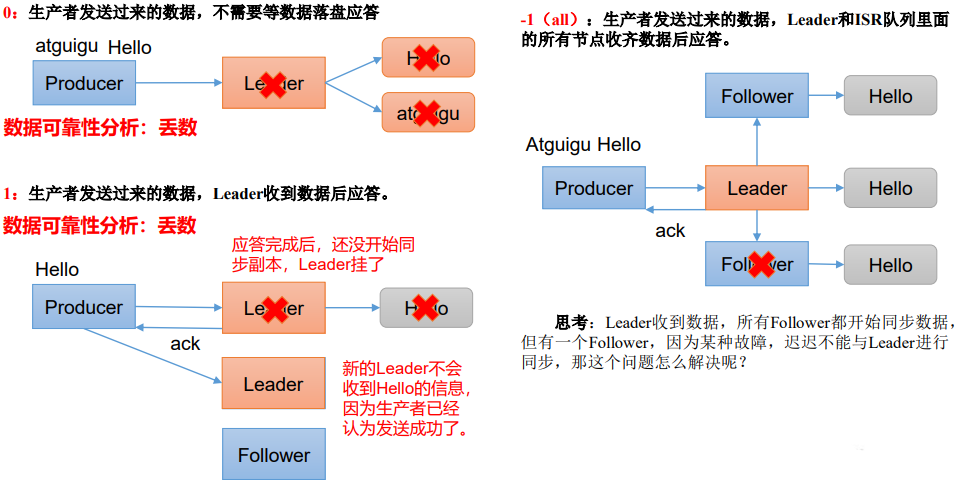 0：生产者发送过来的数据，不需要等数据落盘应答
atguigu Hello
Producer
Leader
Hello
atguigu
数据可靠性分析：丢数
1：生产者发送过来的数据，Leader收到数据后应答。
数据可靠性分析：丢数
应答完成后，还没开始同
步副本，Leader挂了
Hello
Producer
Leader
Hello
ack
Leader
新的Leader不会
收到Hello的信息，
因为生产者已经
认为发送成功了。
Follower
-1（all）：生产者发送过来的数据，Leader和ISR队列里面
的所有节点收齐数据后应答。
Follower
Hello
Atguigu Hello
Producer
Leader
Hello
ack
Follower
Hello
思考：Leader收到数据，所有Follower都开始同步数据，
但有一个Follower，因为某种故障，迟迟不能与Leader进行
同步，那这个问题怎么解决呢？